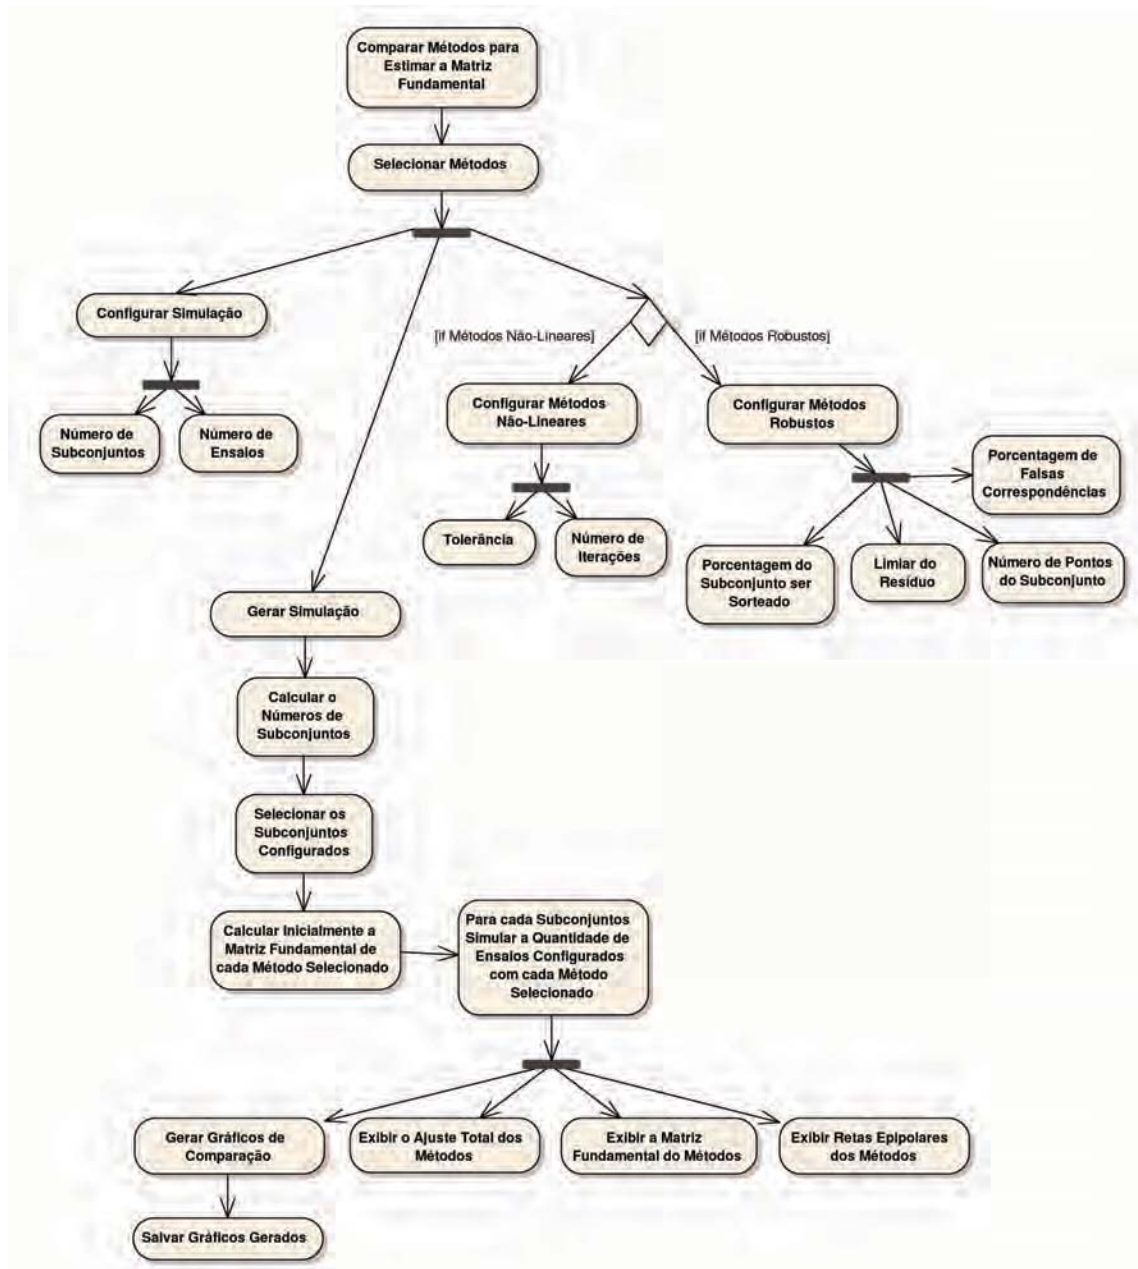 Comparar Métodos para
Estimar a Matriz
Fundamental
Selecionar Métodos
Configurar Simulação
[if Métodos Não-Lineares]
[if Métodos Robustos]
Número de
Subconjuntos
Número de
Ensaios
Configurar Métodos
Não-Lineares
Configurar Métodos
Robustos
Porcentagem de
Falsas
Correspondências
Tolerância
Número de
Iterações
Porcentagem do
Subconjunto ser
Sorteado
Limiar do
Resíduo
Número de Pontos
do Subconjunto
Gerar Simulação
Calcular o
Números de
Subconjuntos
Selecionar os
Subconjuntos
Configurados
Calcular Inicialmente a
Matriz Fundamental de
cada Método Selecionado
Para cada Subconjuntos
Simular a Quantidade de
Ensaios Configurados
com cada Método
Selecionado
Gerar Gráficos de
Comparação
Exibir o Ajuste Total dos
Métodos
Exibir a Matriz
Fundamental do Métodos
Exibir Retas Epipolares
dos Métodos
Salvar Gráficos Gerados